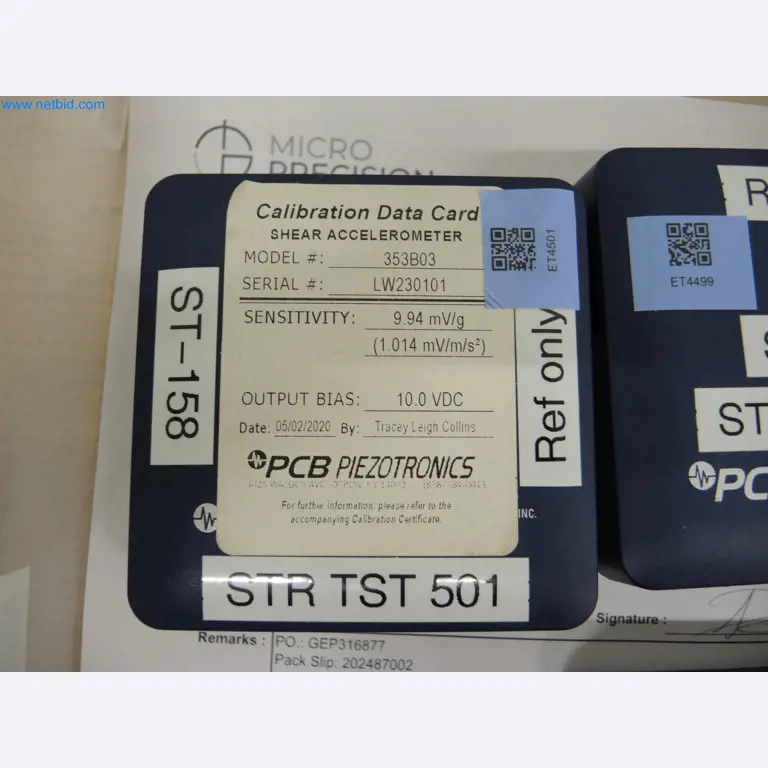 www.netbid.com
MICRO
PRECISION
Calibration Data Card
SHEAR ACCELEROMETER
MODEL #: 353B03
SERIAL #: LW230101
SENSITIVITY: 9.94 mV/g
(1.014 mV/m/s²)
OUTPUT BIAS: 10.0 VDC
Date: 05/02/2020 By: Tracey Leigh Collins
PCB PIEZOTRONICS
For further information, please refer to the
accompanying Calibration Certificate.
INC.
ET4501
ST-158
Ref only
STR TST 501
ET4499
R
S
ST
PC
Signature :
Remarks : PO.: GEP316877
Pack Slip: 202487002